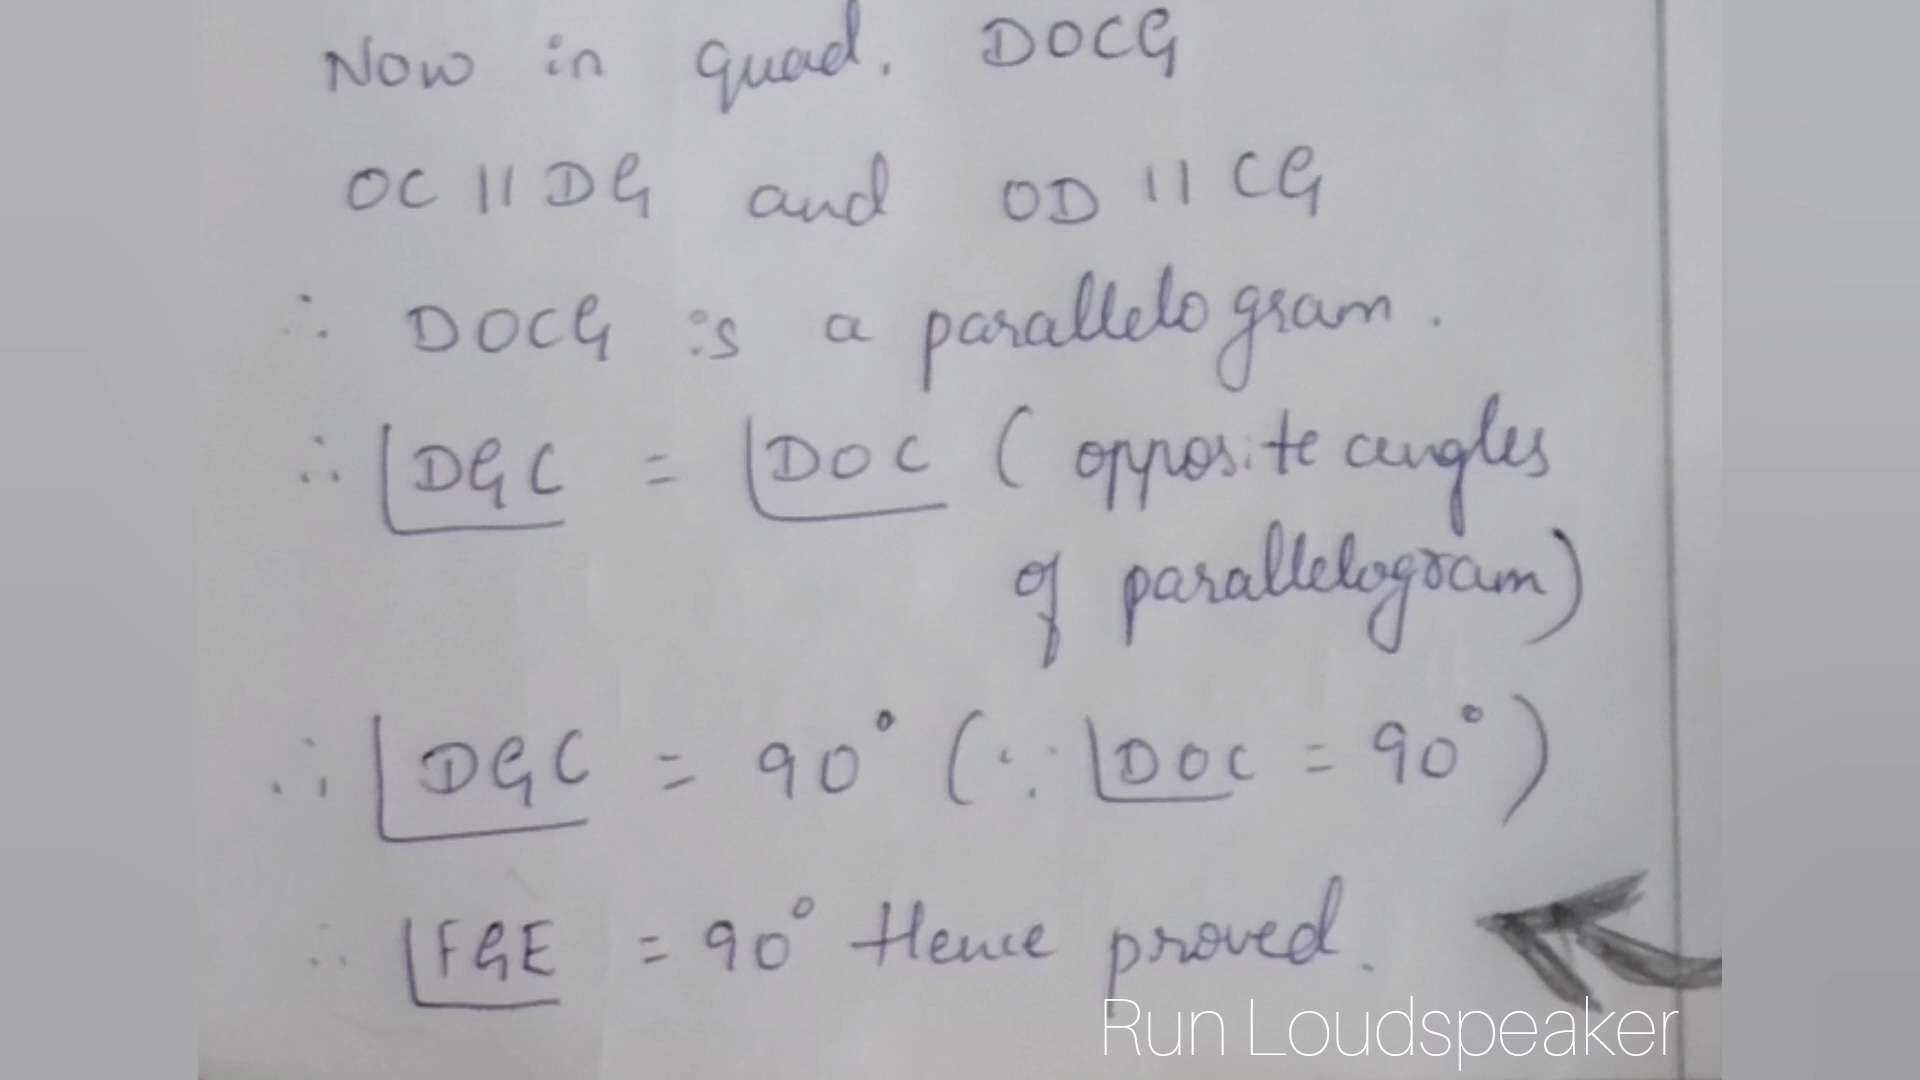 Now in quad. DOCG
OC || DG and OD || CG
∴ DOCG is a parallelogram.
∴ ∠DGC = ∠DOC (opposite angles
of parallelogram)
∴ ∠DGC = 90° (∵ ∠DOC = 90°)
∴ ∠FGE = 90° Hence proved.
Run Loudspeaker